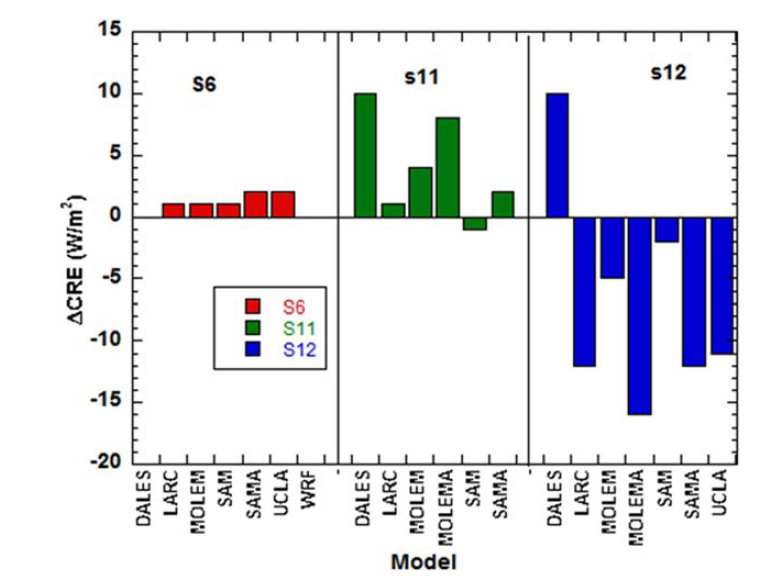 15
10
5
0
-5
-10
-15
-20
ΔCRE (W/m²)
S6
s11
s12
S6
S11
S12
DALES
LARC
MOLEM
SAM
SAMA
UCLA
WRF
-
DALES
LARC
MOLEM
MOLEMA
SAM
SAMA
-
DALES
LARC
MOLEM
MOLEMA
SAM
SAMA
UCLA
Model